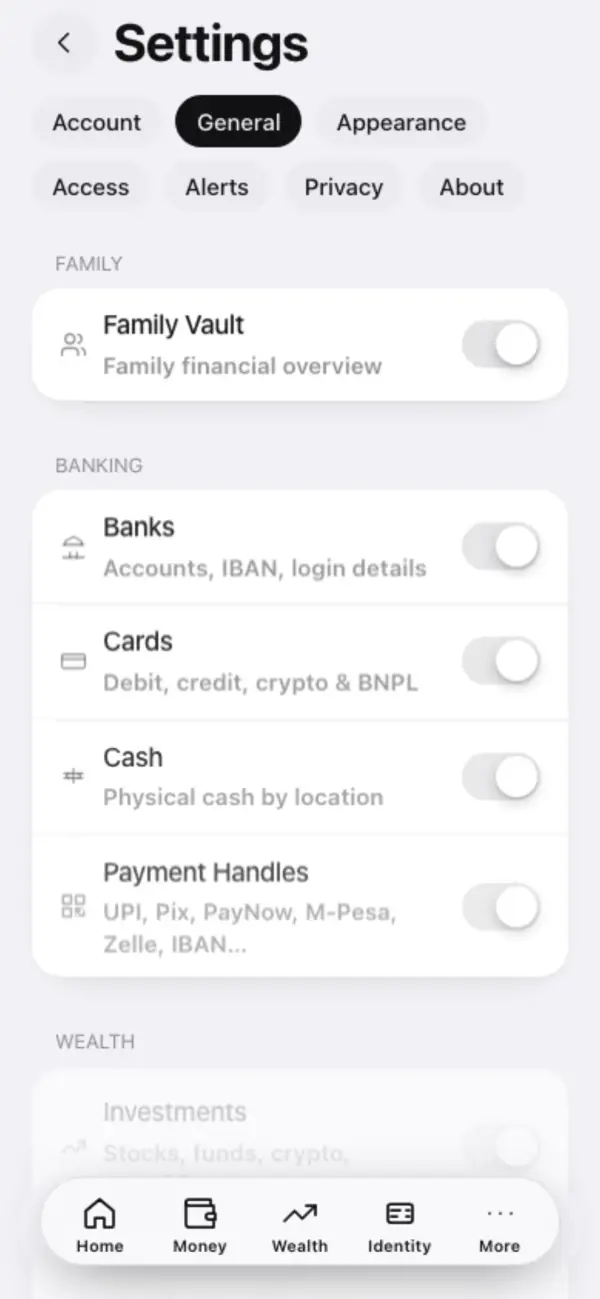 Settings
Account General Appearance
Access Alerts Privacy About
FAMILY
Family Vault
Family financial overview
BANKING
Banks
Accounts, IBAN, login details
Cards
Debit, credit, crypto & BNPL
Cash
Physical cash by location
Payment Handles
UPI, Pix, PayNow, M-Pesa,
Zelle, IBAN...
WEALTH
Investments
Stocks, funds, crypto,
Home Money Wealth Identity More